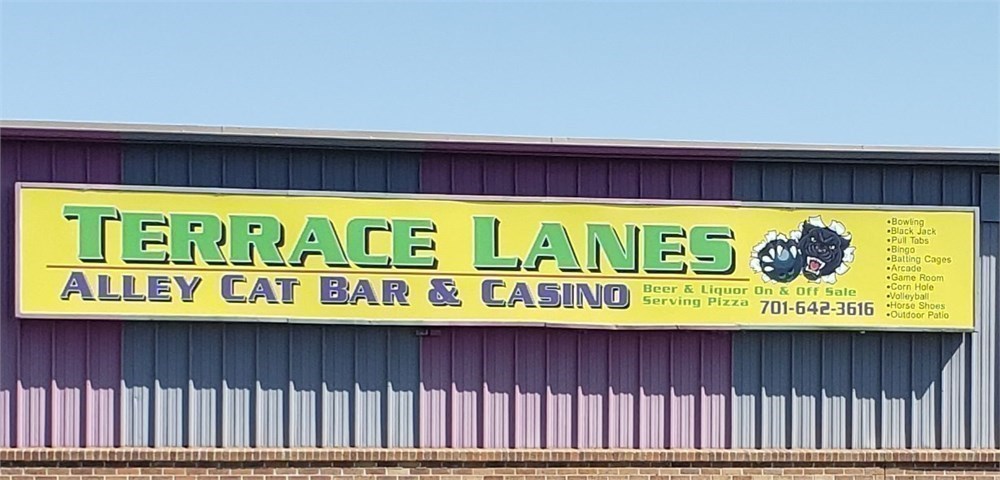 TERRACE LANES
ALLEY CAT BAR & CASINO
Beer & Liquor On & Off Sale
Serving Pizza
701-642-3616
•Bowling
•Black Jack
•Pull Tabs
•Bingo
•Batting Cages
•Arcade
•Game Room
•Corn Hole
•Volleyball
•Horse Shoes
•Outdoor Patio